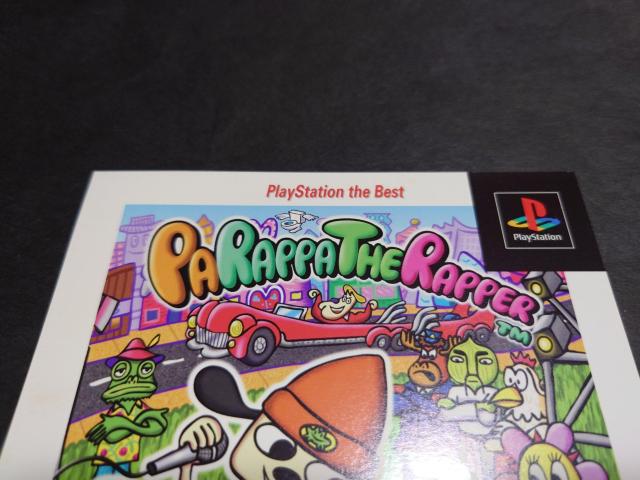 PlayStation the Best
PlayStation
PARAPPA THE RAPPER
TM